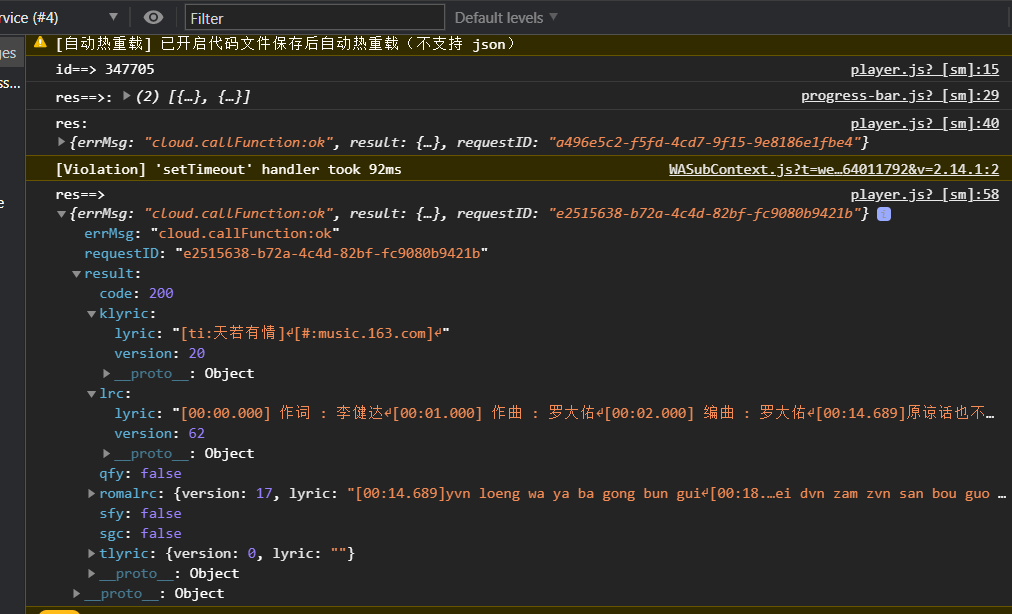 rvice (#4) ▼ Filter Default levels ▼
ges
[自动热重载] 已开启代码文件保存后自动热重载（不支持 json）
id==> 347705 player.js? [sm]:15
ss...
res==>: ▶(2) [{…}, {…}] progress-bar.js? [sm]:29
res: player.js? [sm]:40
▶{errMsg: "cloud.callFunction:ok", result: {…}, requestID: "a496e5c2-f5fd-4cd7-9f15-9e8186e1fbe4"}
[Violation] 'setTimeout' handler took 92ms WASubContext.js?t=we…64011792&v=2.14.1:2
res==> player.js? [sm]:58
e
▼{errMsg: "cloud.callFunction:ok", result: {…}, requestID: "e2515638-b72a-4c4d-82bf-fc9080b9421b"}
errMsg: "cloud.callFunction:ok"
requestID: "e2515638-b72a-4c4d-82bf-fc9080b9421b"
▼result:
code: 200
▼klyric:
lyric: "[ti:天若有情]↵[#:music.163.com]↵"
version: 20
▶__proto__: Object
▼lrc:
lyric: "[00:00.000] 作词 : 李健达↵[00:01.000] 作曲 : 罗大佑↵[00:02.000] 编曲 : 罗大佑↵[00:14.689]原谅话也不…
version: 62
▶__proto__: Object
qfy: false
▶romalrc: {version: 17, lyric: "[00:14.689]yvn loeng wa ya ba gong bun gui↵[00:18.…ei dvn zam zvn san bou guo …
sfy: false
sgc: false
▶tlyric: {version: 0, lyric: ""}
▶__proto__: Object
▶__proto__: Object